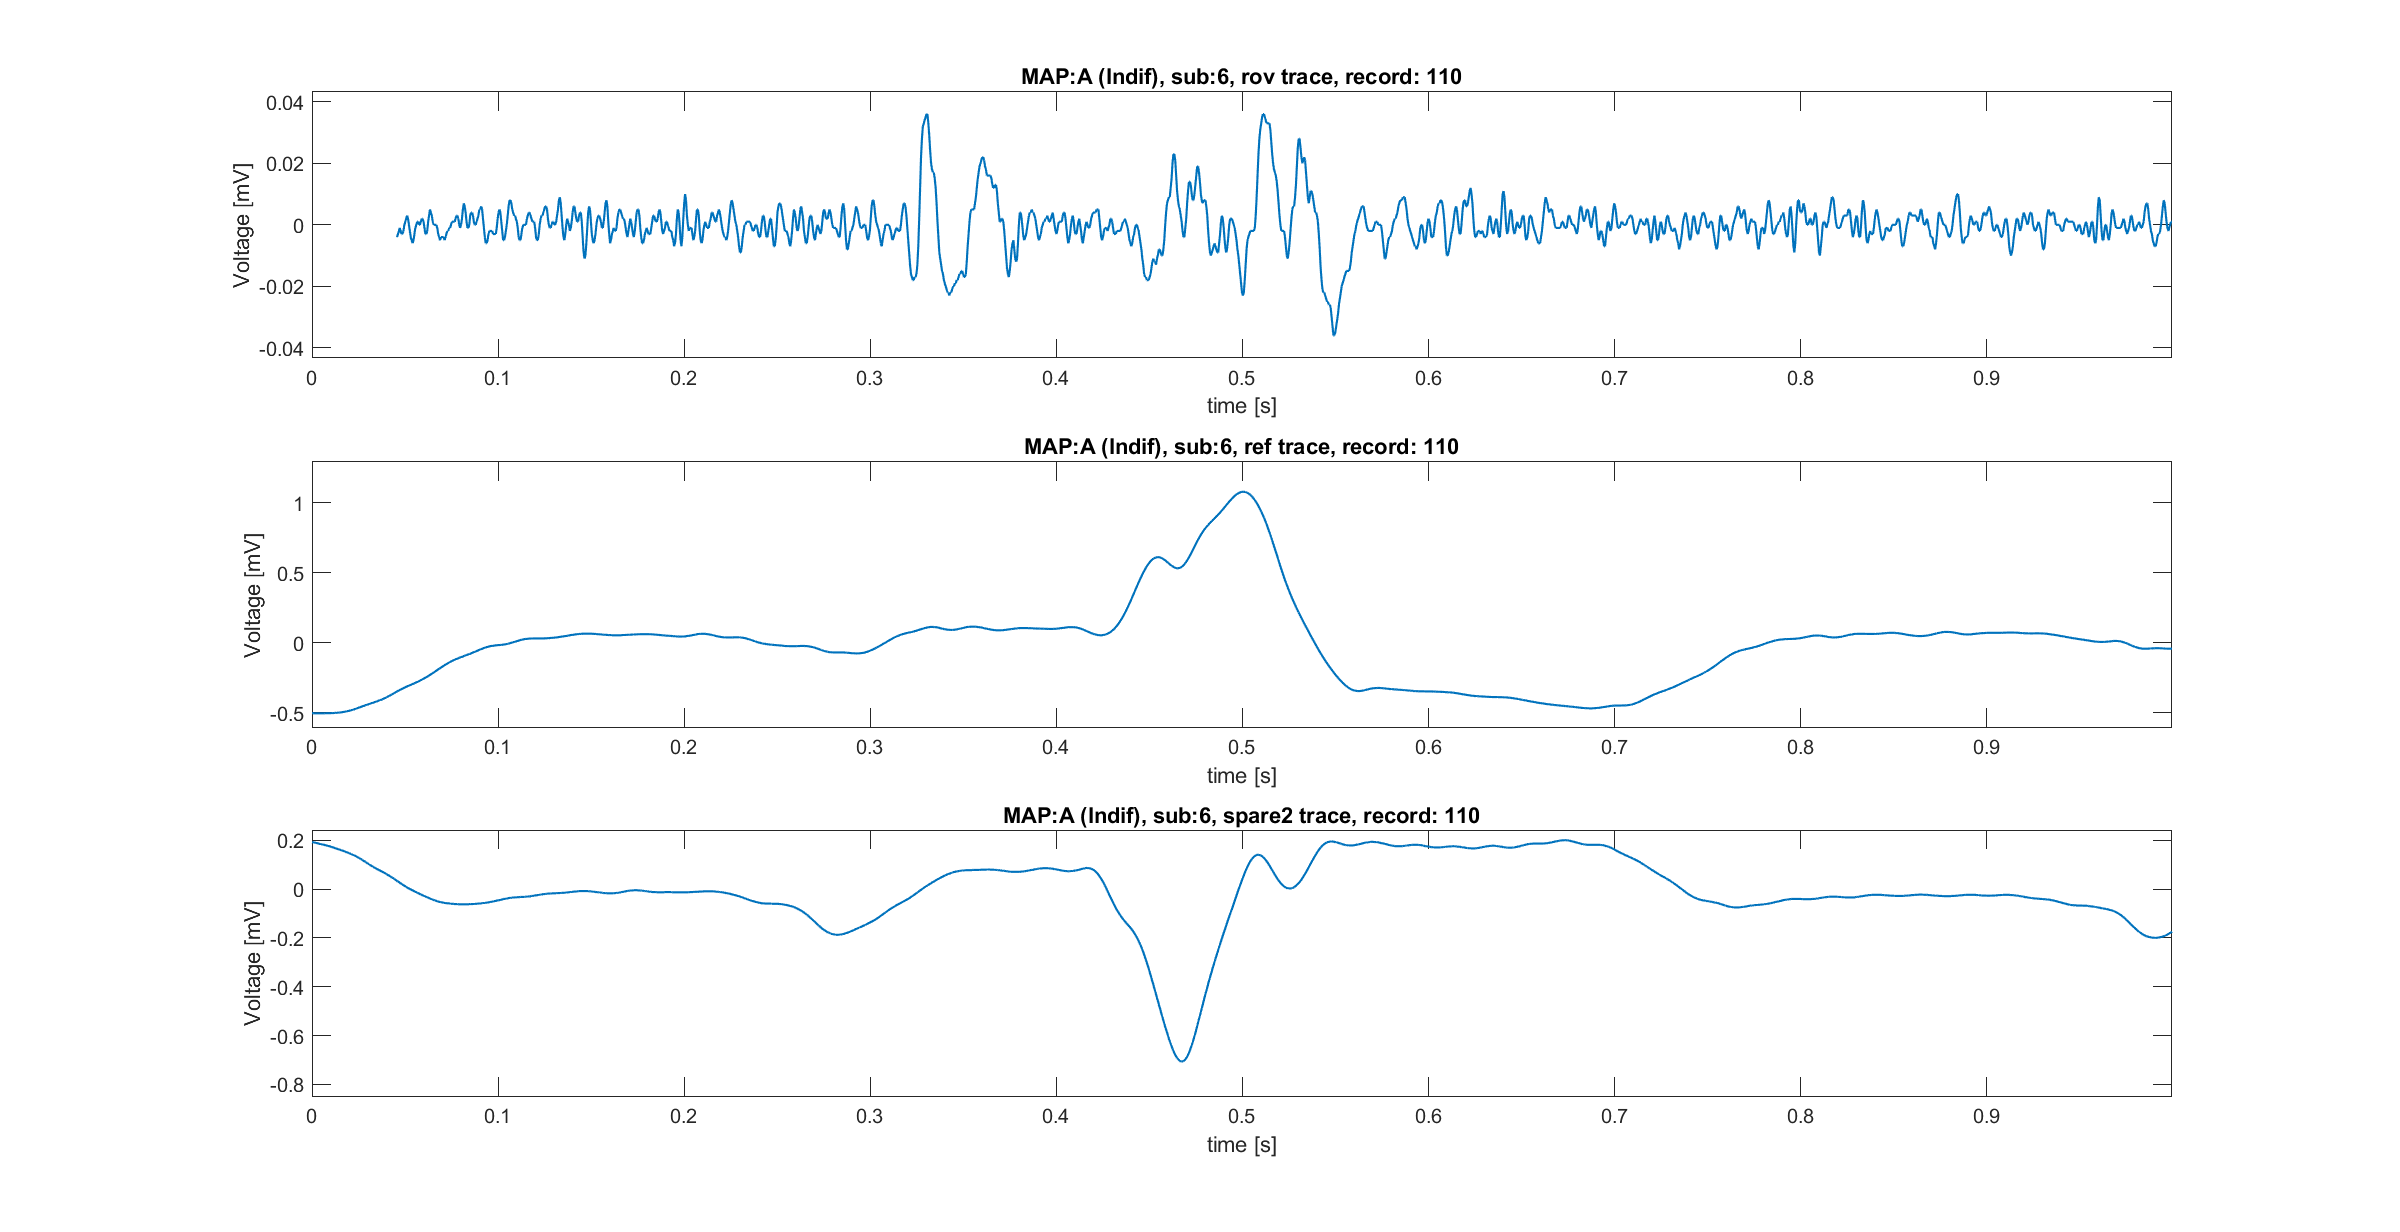 MAP:A (Indif), sub:6, rov trace, record: 110
0.04
0.02
0
-0.02
-0.04
Voltage [mV]
0 0.1 0.2 0.3 0.4 0.5 0.6 0.7 0.8 0.9
time [s]
MAP:A (Indif), sub:6, ref trace, record: 110
1
0.5
0
-0.5
Voltage [mV]
0 0.1 0.2 0.3 0.4 0.5 0.6 0.7 0.8 0.9
time [s]
MAP:A (Indif), sub:6, spare2 trace, record: 110
0.2
0
-0.2
-0.4
-0.6
-0.8
Voltage [mV]
0 0.1 0.2 0.3 0.4 0.5 0.6 0.7 0.8 0.9
time [s]